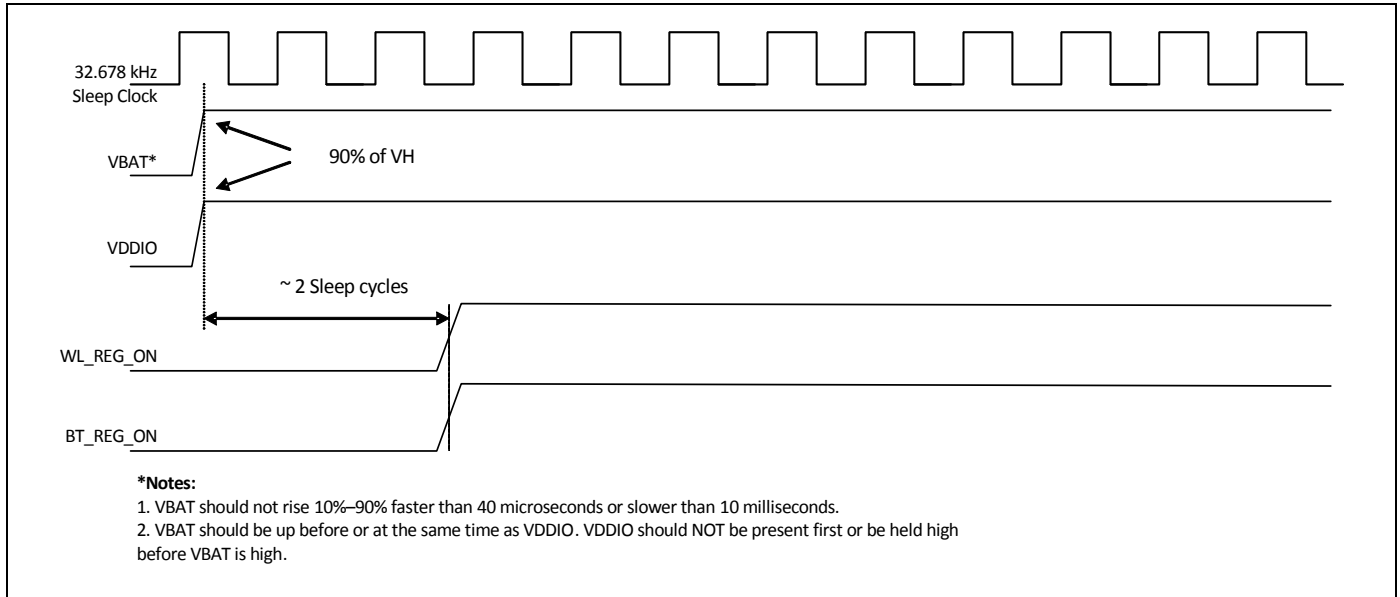 32.678 kHz
Sleep Clock
VBAT*
90% of VH
VDDIO
~ 2 Sleep cycles
WL_REG_ON
BT_REG_ON
*Notes:
1. VBAT should not rise 10%–90% faster than 40 microseconds or slower than 10 milliseconds.
2. VBAT should be up before or at the same time as VDDIO. VDDIO should NOT be present first or be held high
before VBAT is high.